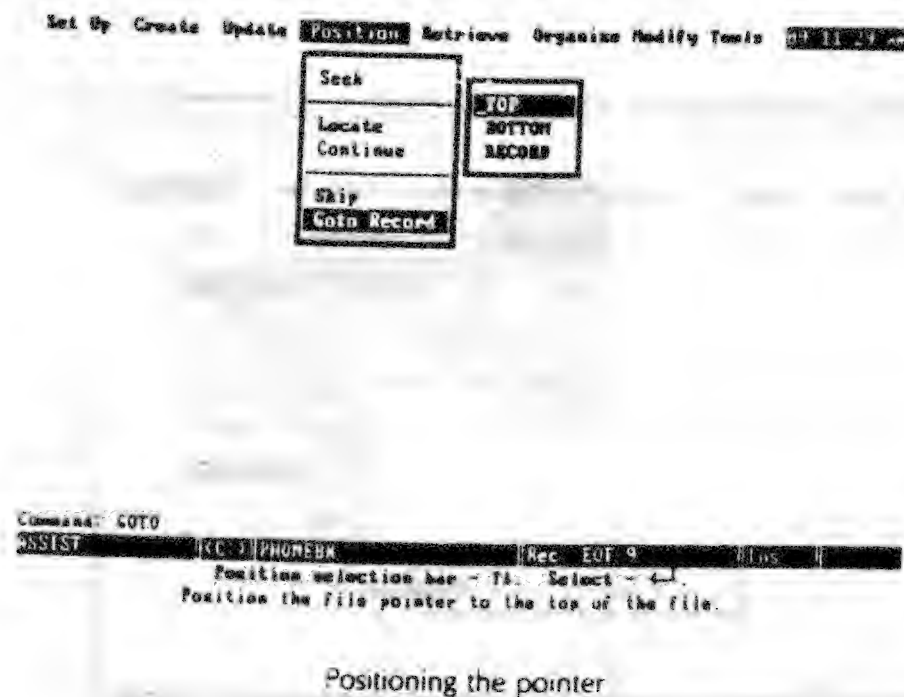 Set Up Create Update Position Retrieve Organize Modify Tools
Seek
TOP
Locate
BOTTOM
Continue
RECORD
Skip
Goto Record
Command: GOTO
ASSIST PHONEBK Rec: EOF 9 Ins
Position selection bar - ↑↓. Select - ↵.
Position the file pointer to the top of the file.
Positioning the pointer